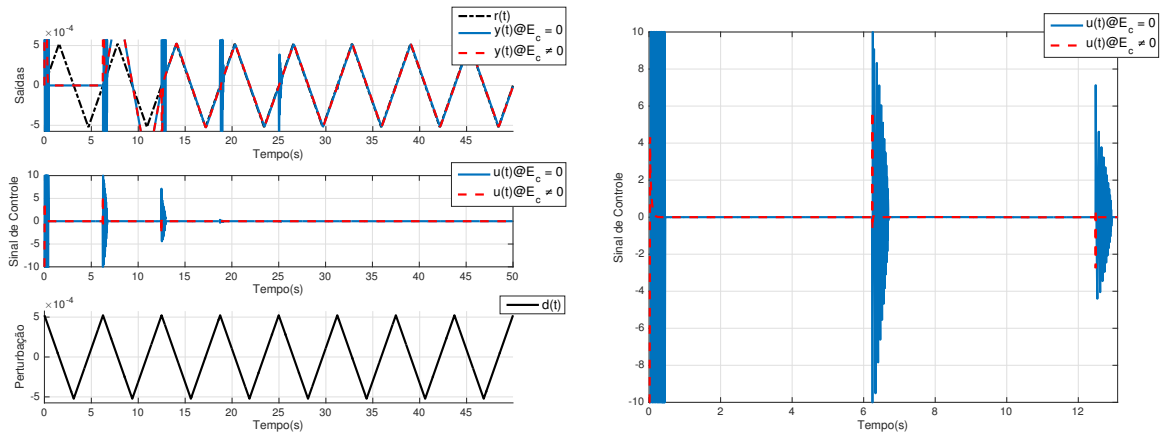 r(t)
y(t)@E_c = 0
y(t)@E_c ≠ 0
×10^-4
5
0
-5
Saídas
0 5 10 15 20 25 30 35 40 45
Tempo(s)
u(t)@E_c = 0
u(t)@E_c ≠ 0
10
5
0
-5
-10
Sinal de Controle
0 5 10 15 20 25 30 35 40 45 50
Tempo(s)
d(t)
×10^-4
5
0
-5
Perturbação
0 5 10 15 20 25 30 35 40 45
Tempo(s)
u(t)@E_c = 0
u(t)@E_c ≠ 0
10
8
6
4
2
0
-2
-4
-6
-8
-10
Sinal de Controle
0 2 4 6 8 10 12
Tempo(s)